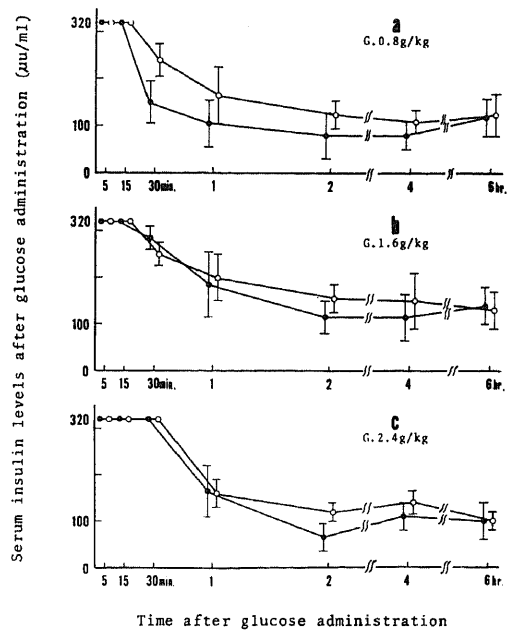 Serum insulin levels after glucose administration (μu/ml)
a
G.0.8g/kg
320
100
0
5 15 30min. 1 2 4 6hr.
b
G.1.6g/kg
320
100
0
5 15 30min. 1 2 4 6hr.
c
G.2.4g/kg
320
100
0
5 15 30min. 1 2 4 6hr.
Time after glucose administration